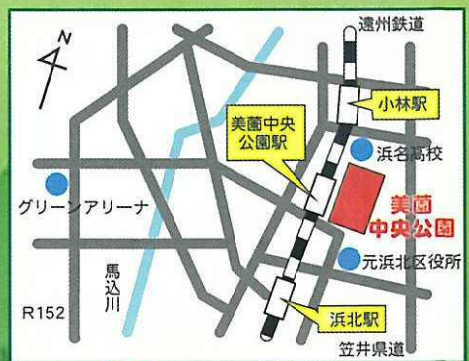 N
遠州鉄道
小林駅
美薗中央
公園駅
浜名高校
グリーンアリーナ
美薗
中央公園
元浜北区役所
馬込川
R152
浜北駅
笠井県道